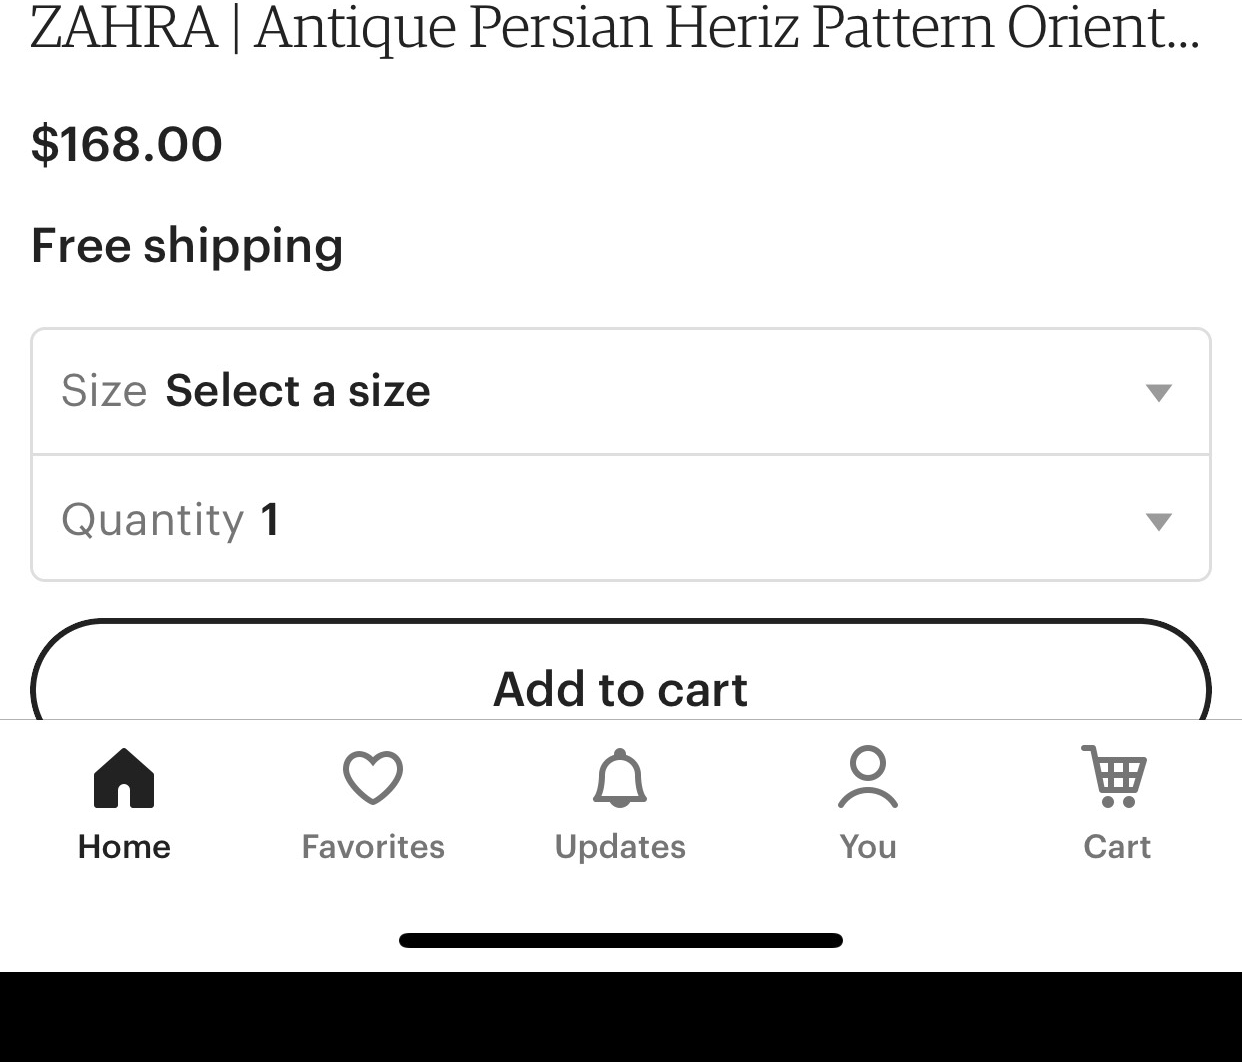 ZAHRA | Antique Persian Heriz Pattern Orient...
$168.00
Free shipping
Size Select a size
Quantity 1
Add to cart
Home Favorites Updates You Cart